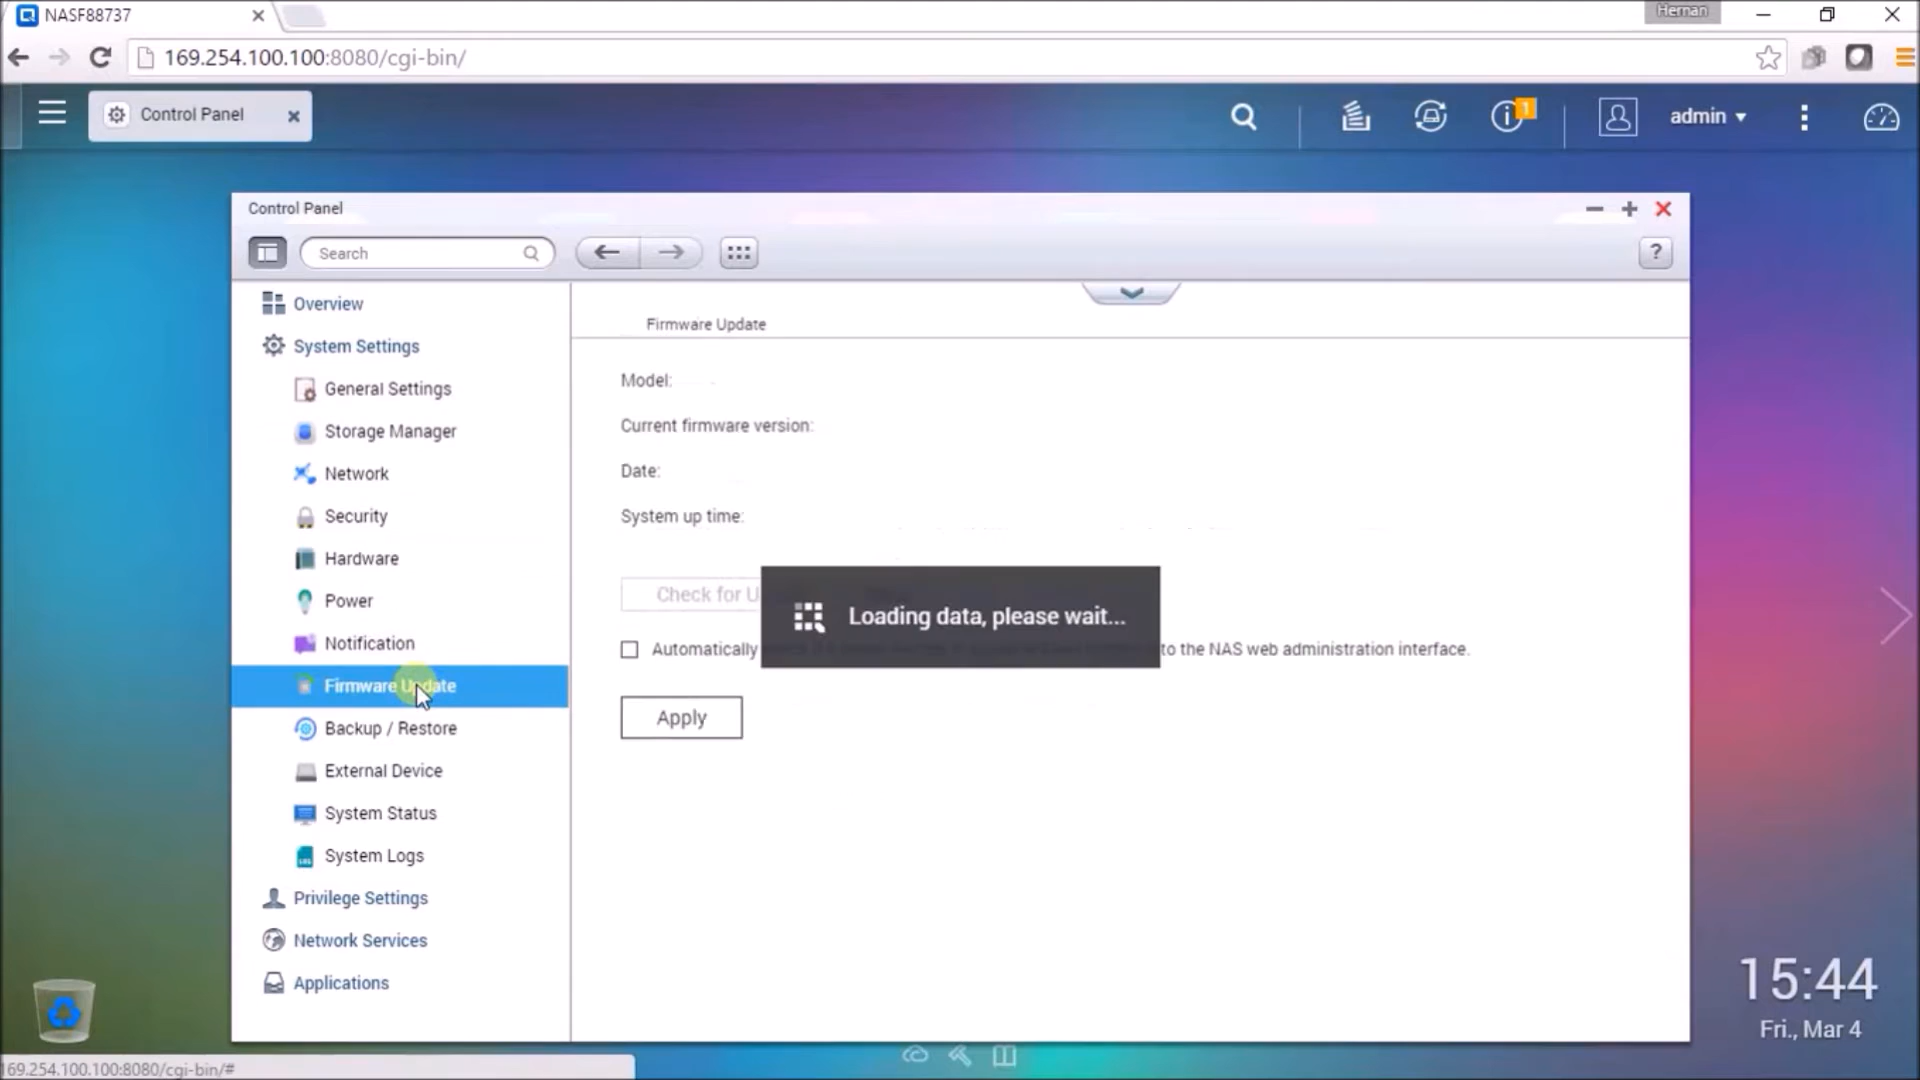 NASF88737
Hernan
169.254.100.100:8080/cgi-bin/
Control Panel
1
admin
Control Panel
Search
?
Overview
System Settings
General Settings
Storage Manager
Network
Security
Hardware
Power
Notification
Firmware Update
Backup / Restore
External Device
System Status
System Logs
Privilege Settings
Network Services
Applications
Firmware Update
Model:
Current firmware version:
Date:
System up time:
Check for U
Loading data, please wait...
Automatically to the NAS web administration interface.
Apply
15:44
Fri., Mar 4
169.254.100.100:8080/cgi-bin/#